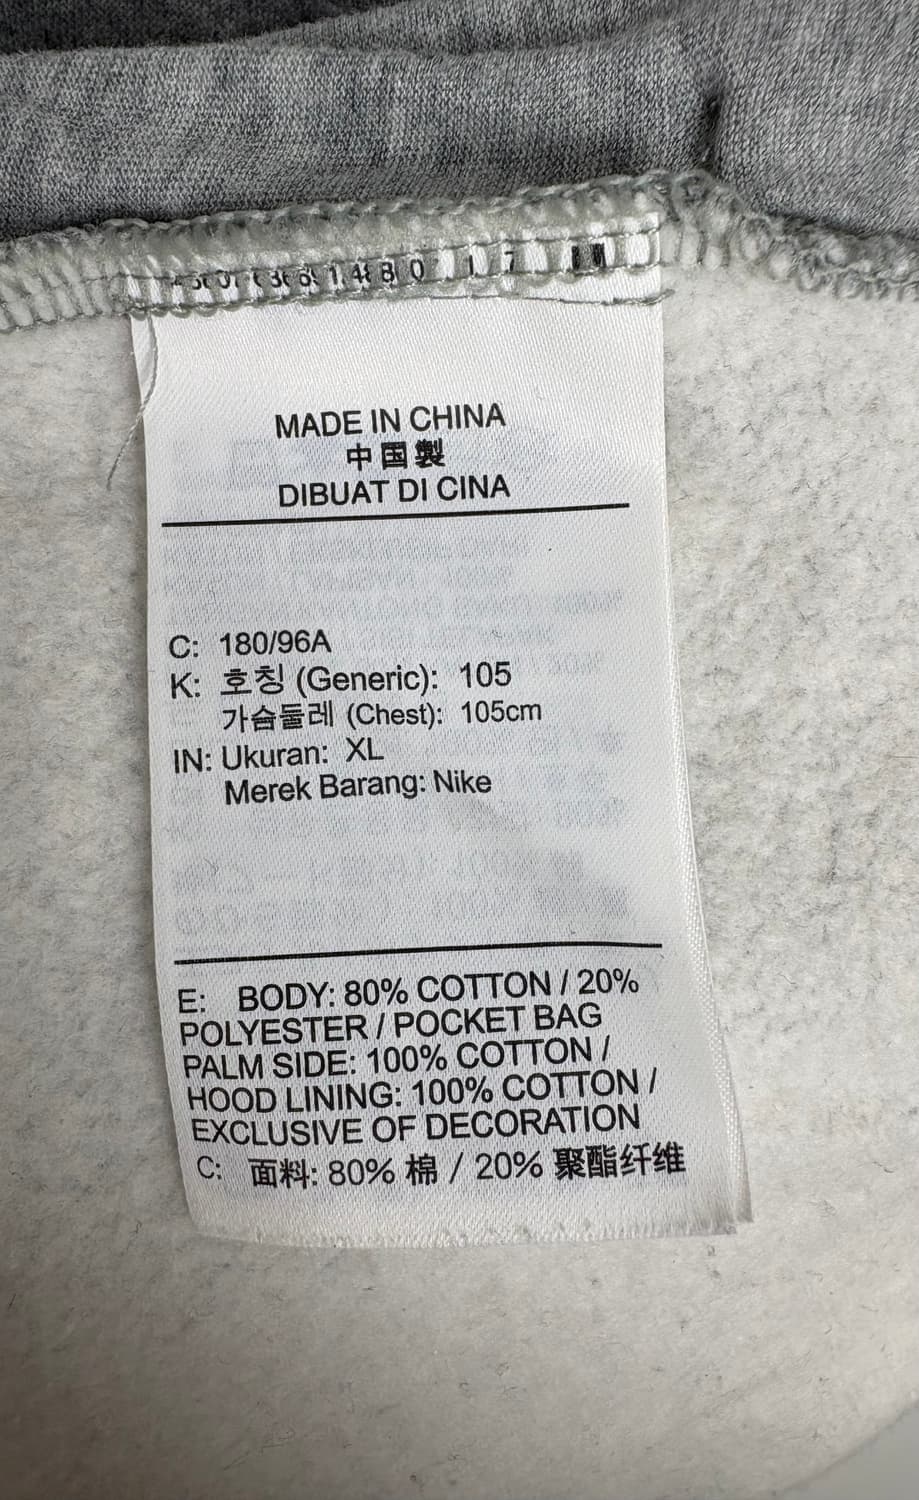 MADE IN CHINA
中国製
DIBUAT DI CINA
C: 180/96A
K: 호칭 (Generic): 105
가슴둘레 (Chest): 105cm
IN: Ukuran: XL
Merek Barang: Nike
E: BODY: 80% COTTON / 20%
POLYESTER / POCKET BAG
PALM SIDE: 100% COTTON /
HOOD LINING: 100% COTTON /
EXCLUSIVE OF DECORATION
C: 面料: 80% 棉 / 20% 聚酯纤维